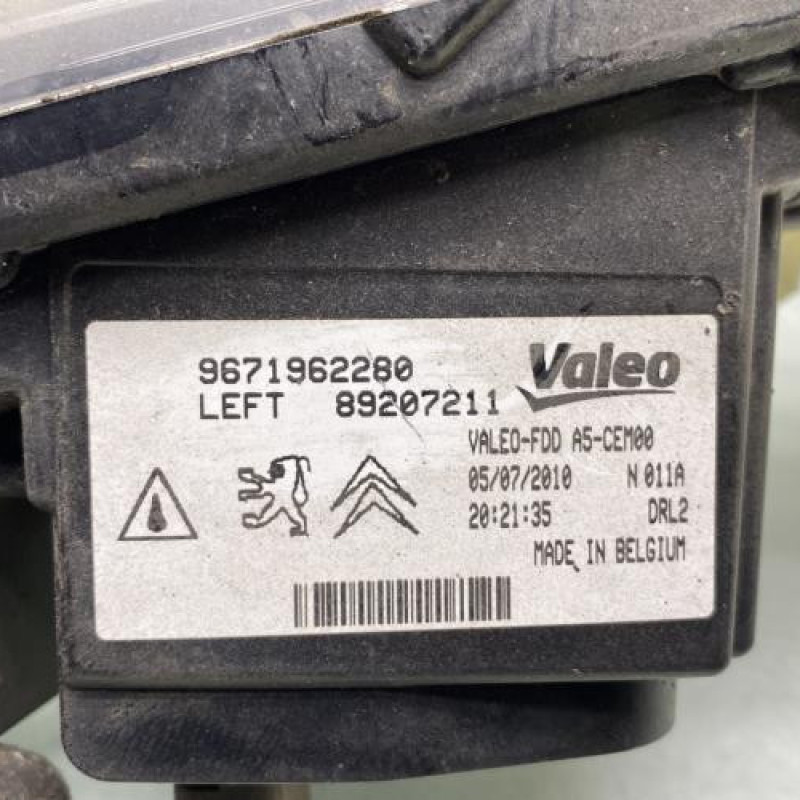 9671962280
LEFT 89207211
Valeo
VALEO-FDD A5-CEM00
05/07/2010 N 011A
20:21:35 DRL2
MADE IN BELGIUM